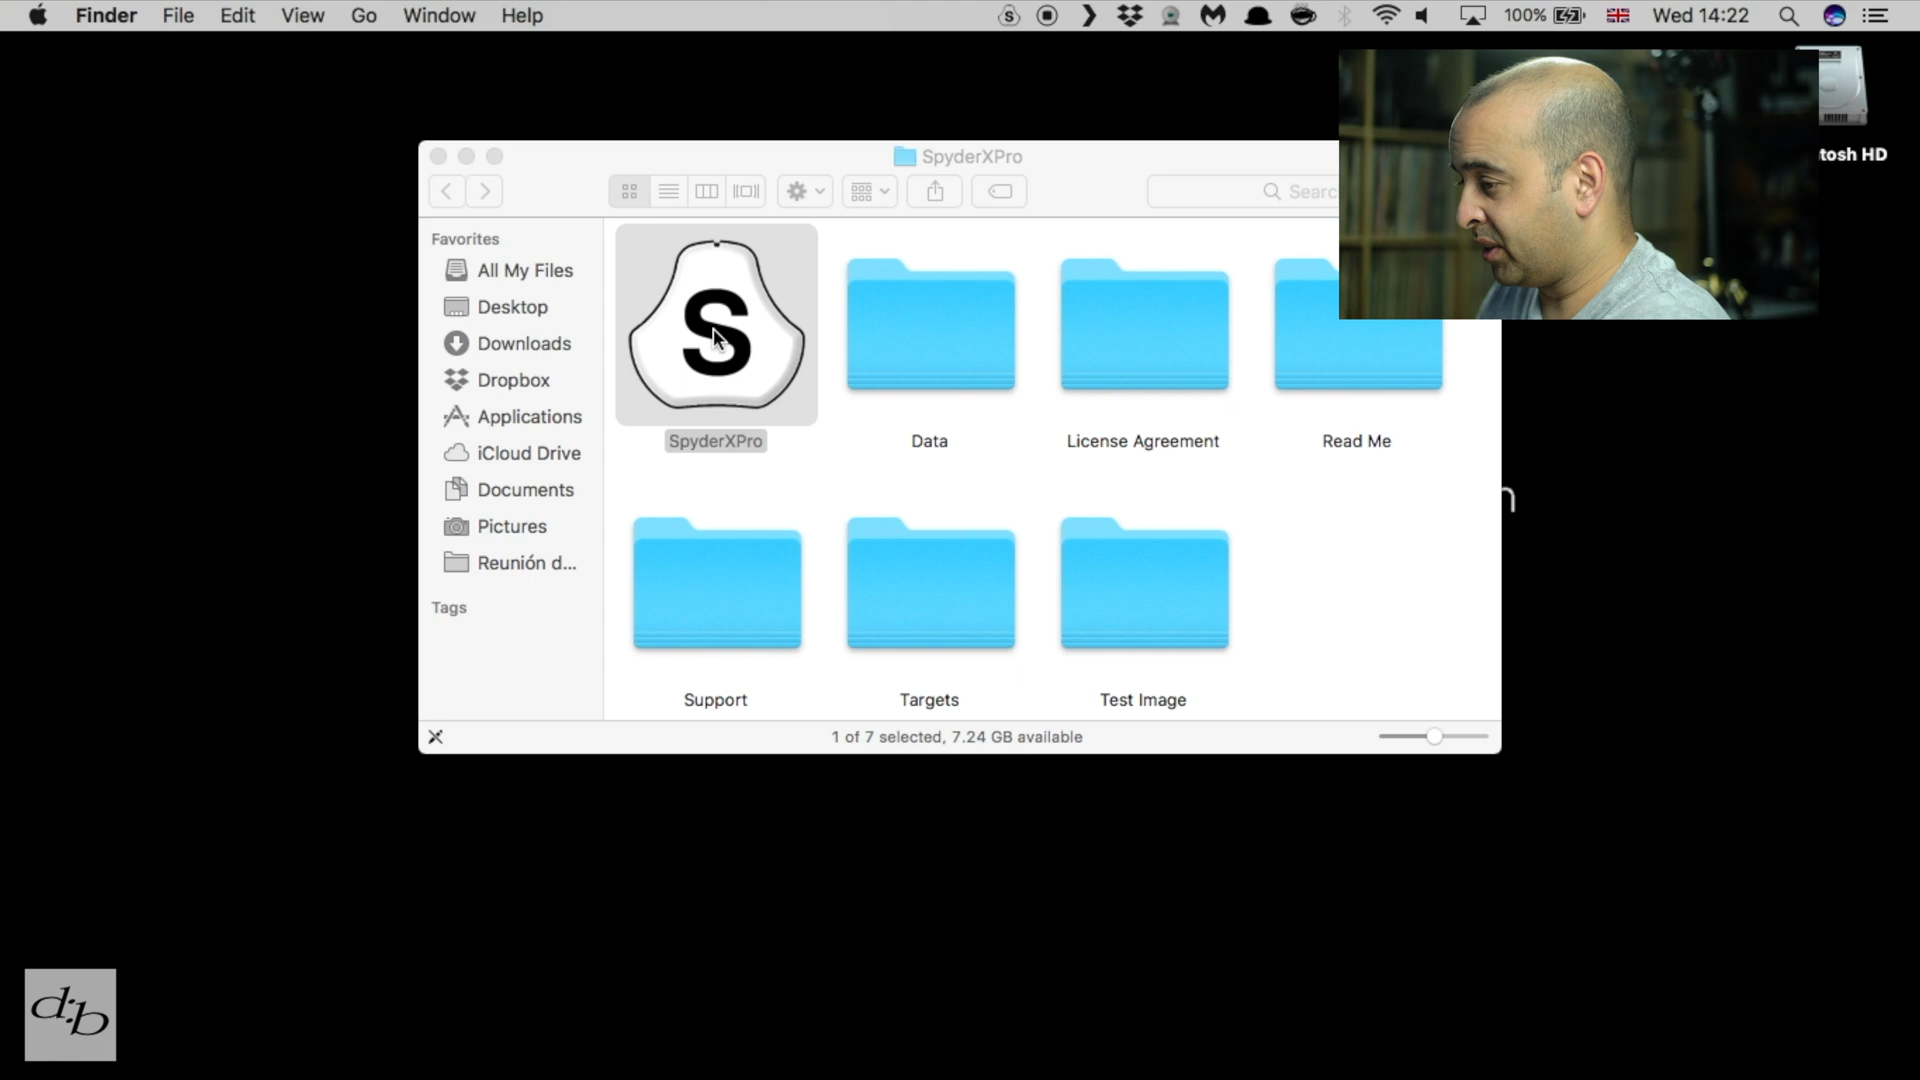 Finder File Edit View Go Window Help 100% Wed 14:22
SpyderXPro
tosh HD
Favorites
All My Files
Desktop
Downloads
Dropbox
Applications
iCloud Drive
Documents
Pictures
Reunión d...
Tags
S
SpyderXPro Data License Agreement Read Me
Support Targets Test Image
1 of 7 selected, 7.24 GB available
d:b